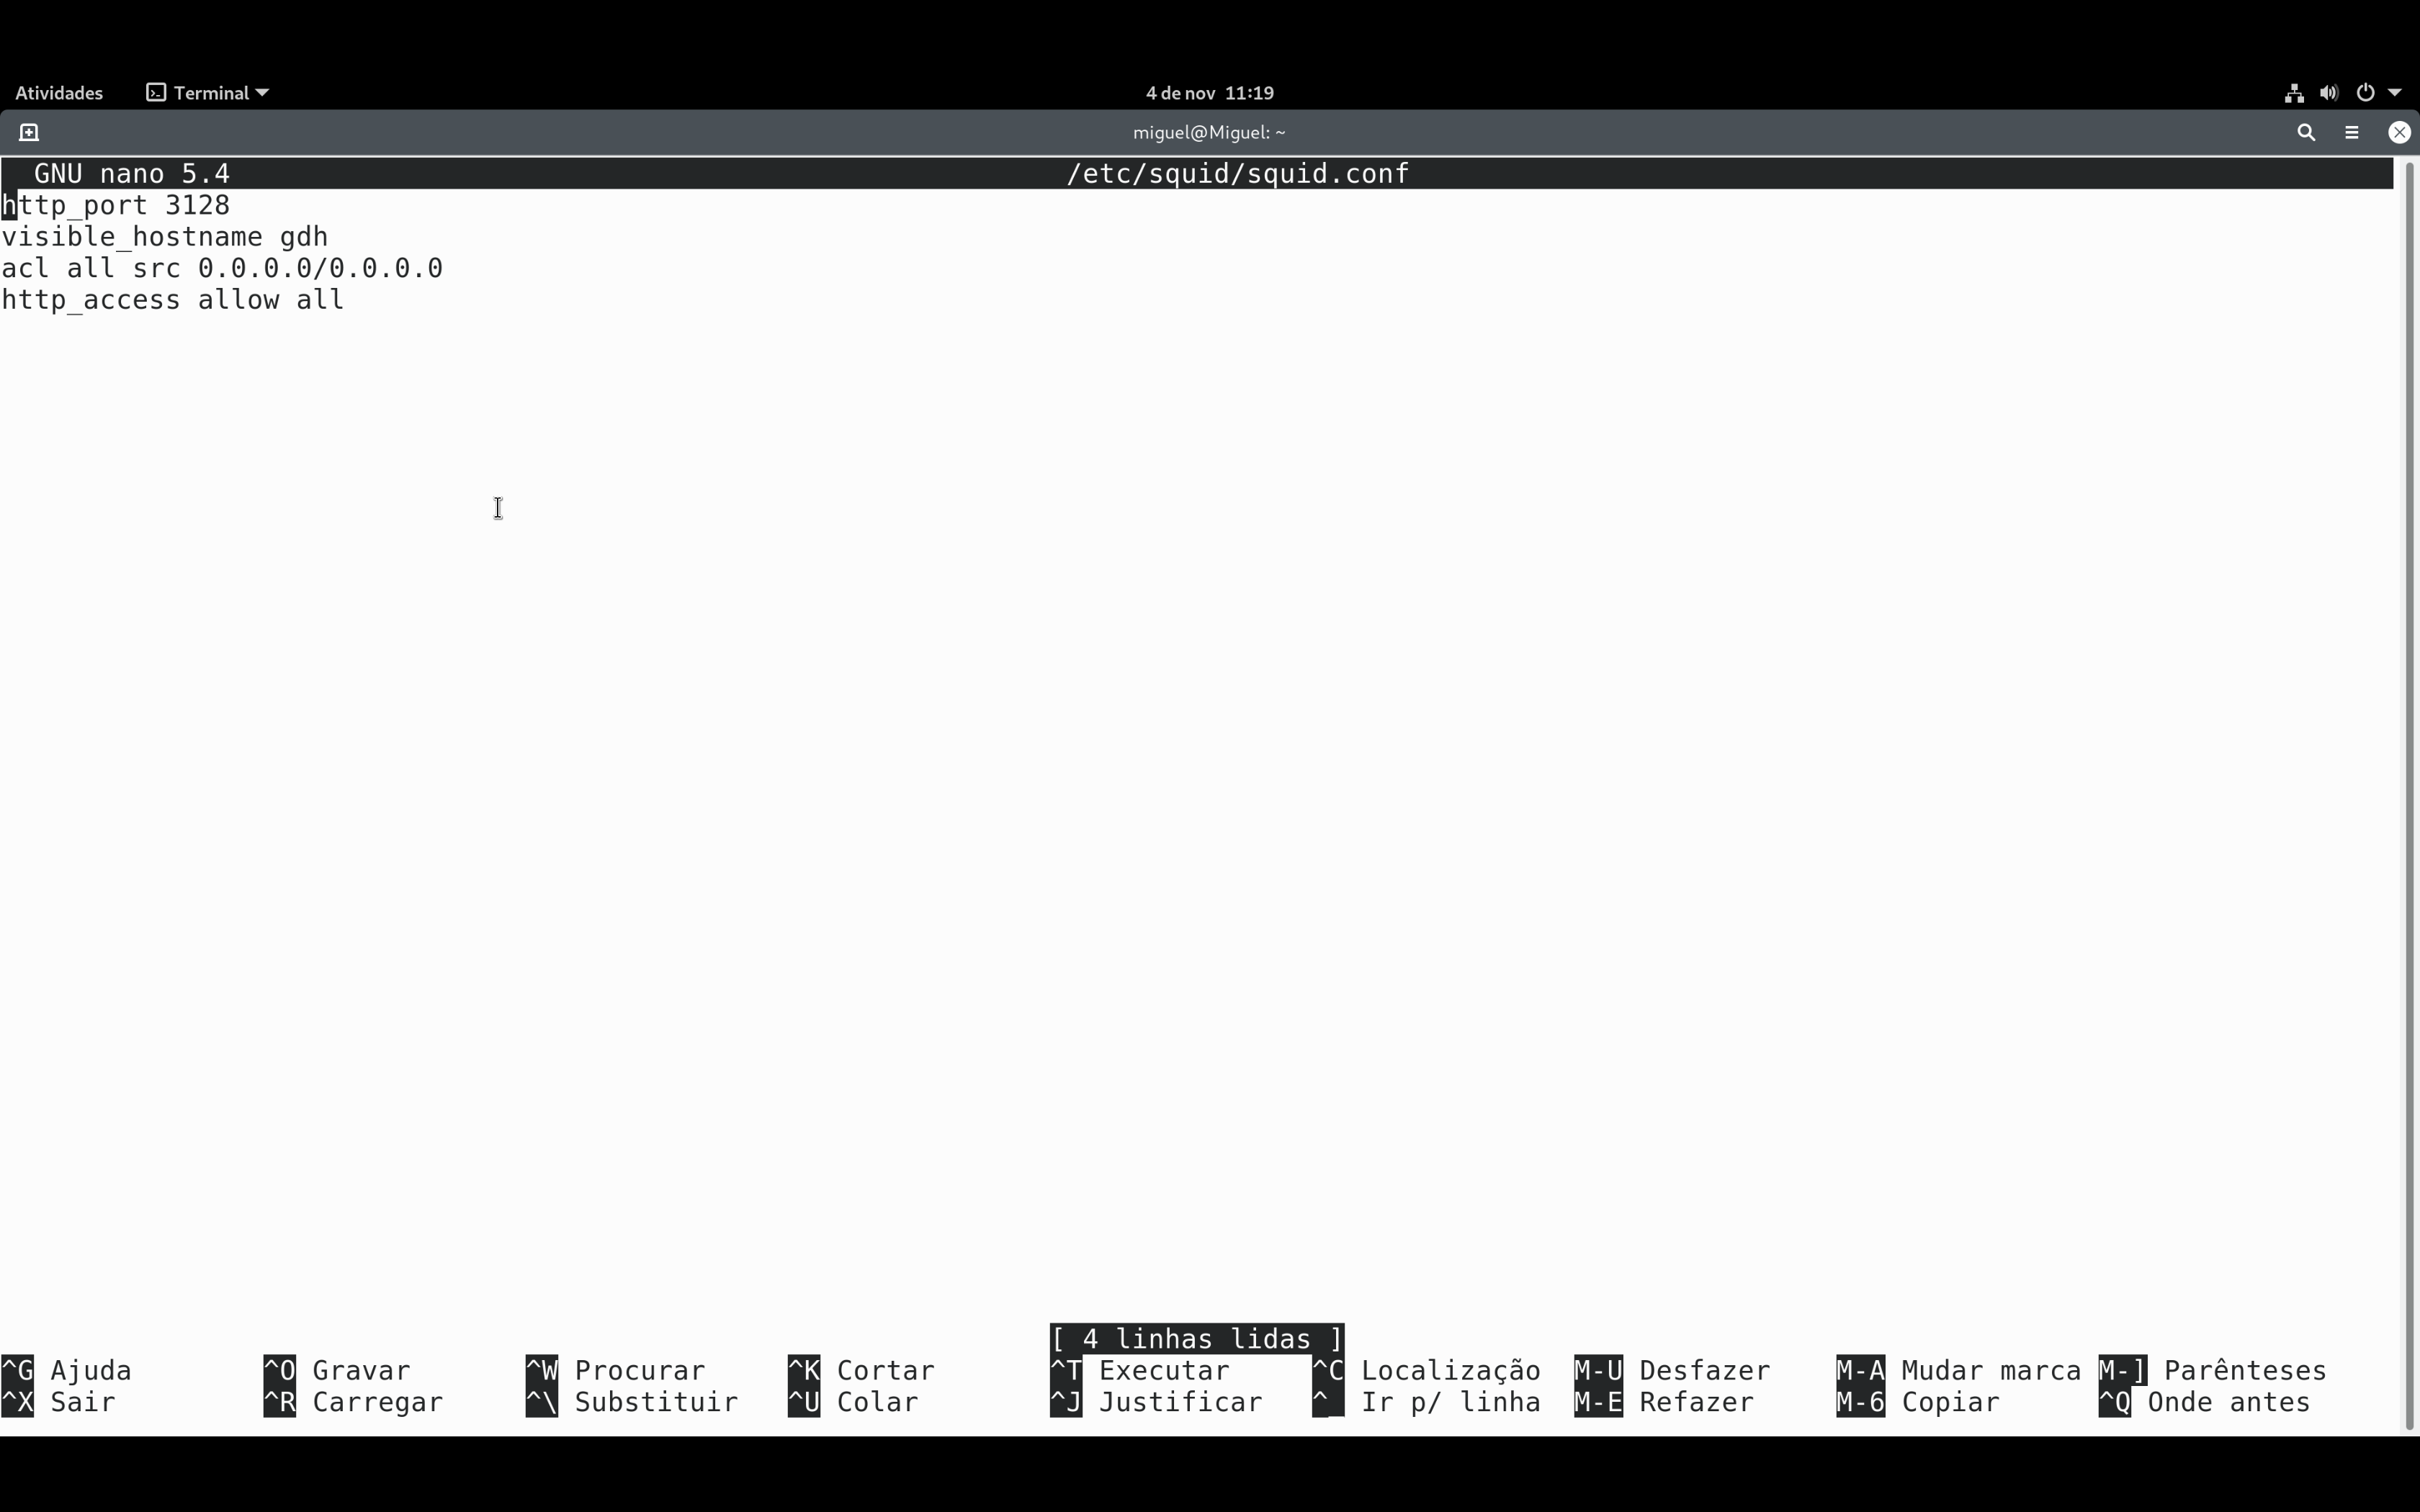 Atividades Terminal 4 de nov 11:19
miguel@Miguel: ~
GNU nano 5.4 /etc/squid/squid.conf
http_port 3128
visible_hostname gdh
acl all src 0.0.0.0/0.0.0.0
http_access allow all
[ 4 linhas lidas ]
^G Ajuda ^O Gravar ^W Procurar ^K Cortar ^T Executar ^C Localização M-U Desfazer M-A Mudar marca M-] Parênteses
^X Sair ^R Carregar ^\ Substituir ^U Colar ^J Justificar ^_ Ir p/ linha M-E Refazer M-6 Copiar ^Q Onde antes